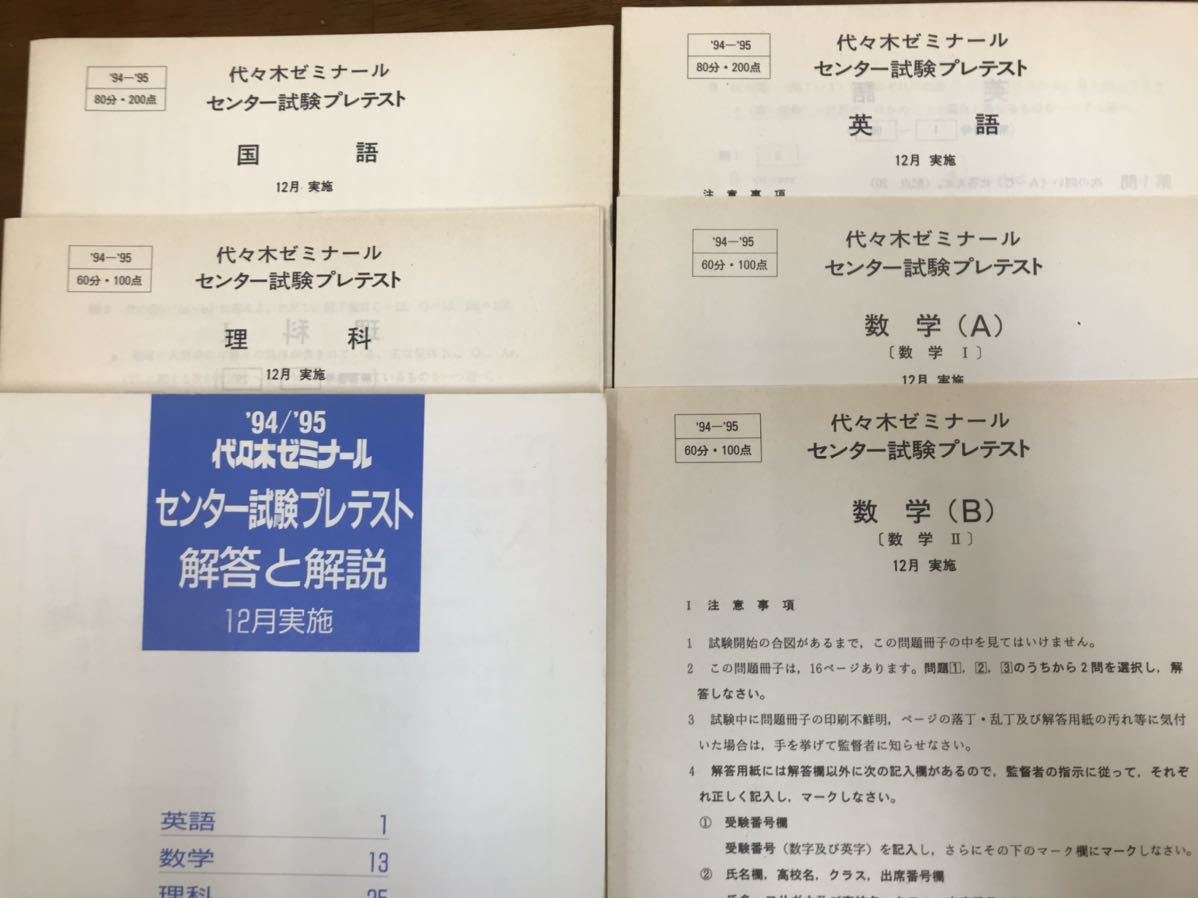 '94—'95
80分・200点
代々木ゼミナール
センター試験プレテスト
国 語
12月 実施
'94—'95
60分・100点
代々木ゼミナール
センター試験プレテスト
理 科
12月 実施
'94/'95
代々木ゼミナール
センター試験プレテスト
解答と解説
12月実施
英語 1
数学 13
理科 25
'94—'95
80分・200点
代々木ゼミナール
センター試験プレテスト
英 語
12月 実施
注 意 事 項
'94—'95
60分・100点
代々木ゼミナール
センター試験プレテスト
数 学 (A)
〔数 学 I〕
12月 実施
'94—'95
60分・100点
代々木ゼミナール
センター試験プレテスト
数 学 (B)
〔数 学 II〕
12月 実施
I 注 意 事 項
1 試験開始の合図があるまで，この問題冊子の中を見てはいけません。
2 この問題冊子は，16ページあります。問題1，2，3のうちから2問を選択し，解
答しなさい。
3 試験中に問題冊子の印刷不鮮明，ページの落丁・乱丁及び解答用紙の汚れ等に気付
いた場合は，手を挙げて監督者に知らせなさい。
4 解答用紙には解答欄以外に次の記入欄があるので，監督者の指示に従って，それぞ
れ正しく記入し，マークしなさい。
① 受験番号欄
受験番号（数字及び英字）を記入し，さらにその下のマーク欄にマークしなさい。
② 氏名欄，高校名，クラス，出席番号欄